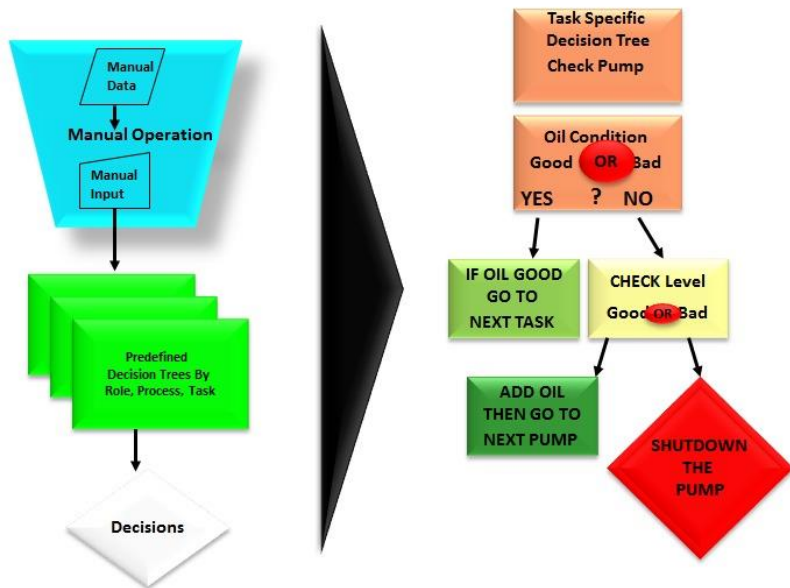 Manual
Data
Manual Operation
Manual
Input
Predefined
Decision Trees By
Role, Process, Task
Decisions
Task Specific
Decision Tree
Check Pump
Oil Condition
Good OR Bad
YES ? NO
IF OIL GOOD
GO TO
NEXT TASK
CHECK Level
Good OR Bad
ADD OIL
THEN GO TO
NEXT PUMP
SHUTDOWN
THE
PUMP